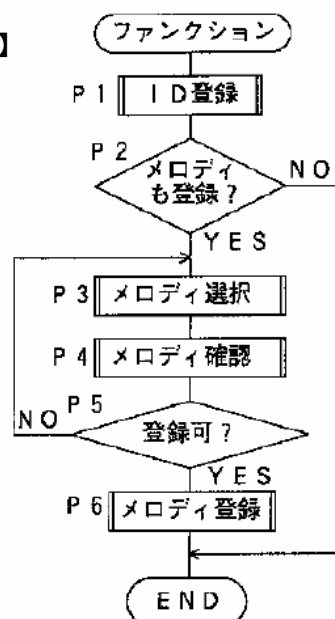 】
ファンクション
P1 ID登録
P2
メロディ
も登録？
NO
YES
P3 メロディ選択
P4 メロディ確認
P5
NO
登録可？
YES
P6 メロディ登録
END